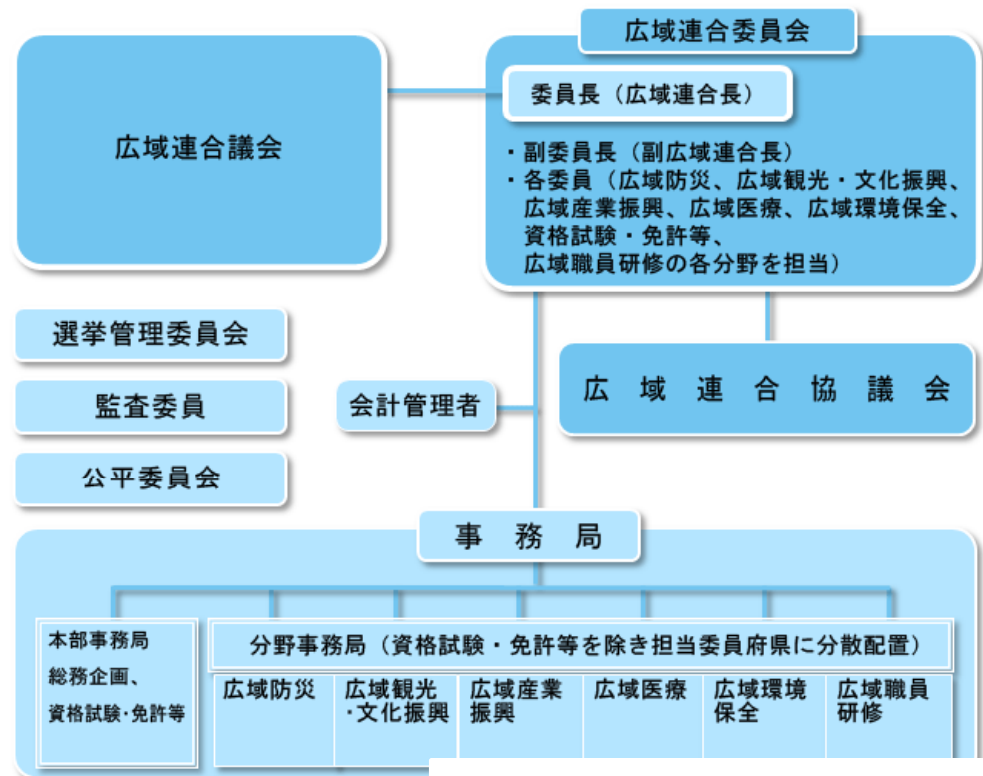 広域連合委員会
広域連合議会
委員長（広域連合長）
・副委員長（副広域連合長）
・各委員（広域防災、広域観光・文化振興、
広域産業振興、広域医療、広域環境保全、
資格試験・免許等、
広域職員研修の各分野を担当）
選挙管理委員会
監査委員
公平委員会
会計管理者
広域連合協議会
事務局
本部事務局
総務企画、
資格試験・免許等
分野事務局（資格試験・免許等を除き担当委員府県に分散配置）
広域防災
広域観光
・文化振興
広域産業
振興
広域医療
広域環境
保全
広域職員
研修